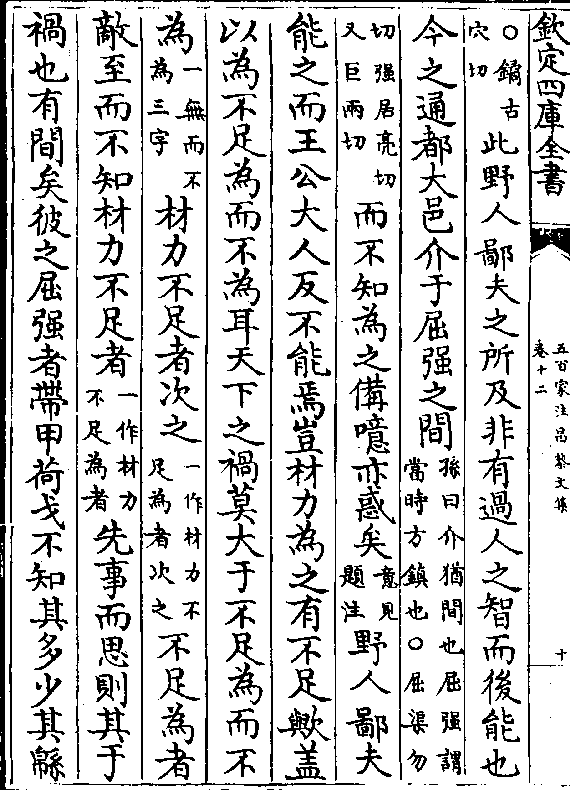 欽定四庫全書
五百家注昌黎文集
卷十二
十
○鐍古穴切此野人鄙夫之所及非有過人之智而後能也
今之通都大邑介于屈强之間孫曰介猶間也屈强謂當時方鎮也○屈渠勿
切强居亮切又巨兩切而不知為之備噫亦惑矣意見題注野人鄙夫
能之而王公大人反不能焉豈材力為之有不足歟盖
以為不足為而不為耳天下之禍莫大于不足為而不
為一無而不為三字材力不足者次之一作材力不足為者次之不足為者
敵至而不知材力不足者一作材力不足為者先事而思則其于
禍也有間矣彼之屈强者帶甲荷戈不知其多少其緜